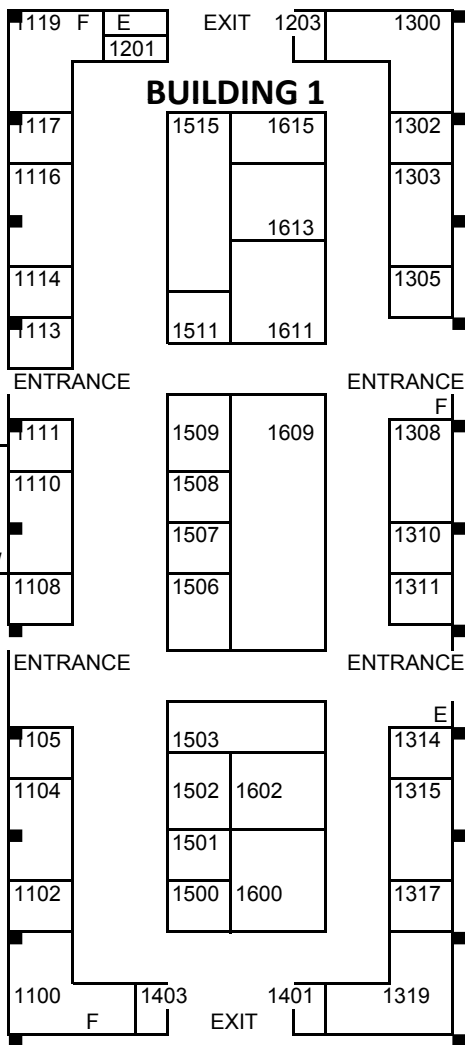 1119 F E EXIT 1203 1300
1201
BUILDING 1
1117 1515 1615 1302
1116 1303
1613
1114 1305
1113 1511 1611
ENTRANCE ENTRANCE
F
1111 1509 1609 1308
1110 1508
1507 1310
1108 1506 1311
ENTRANCE ENTRANCE
E
1105 1503 1314
1104 1502 1602 1315
1501
1102 1500 1600 1317
1100 1403 1401 1319
F EXIT